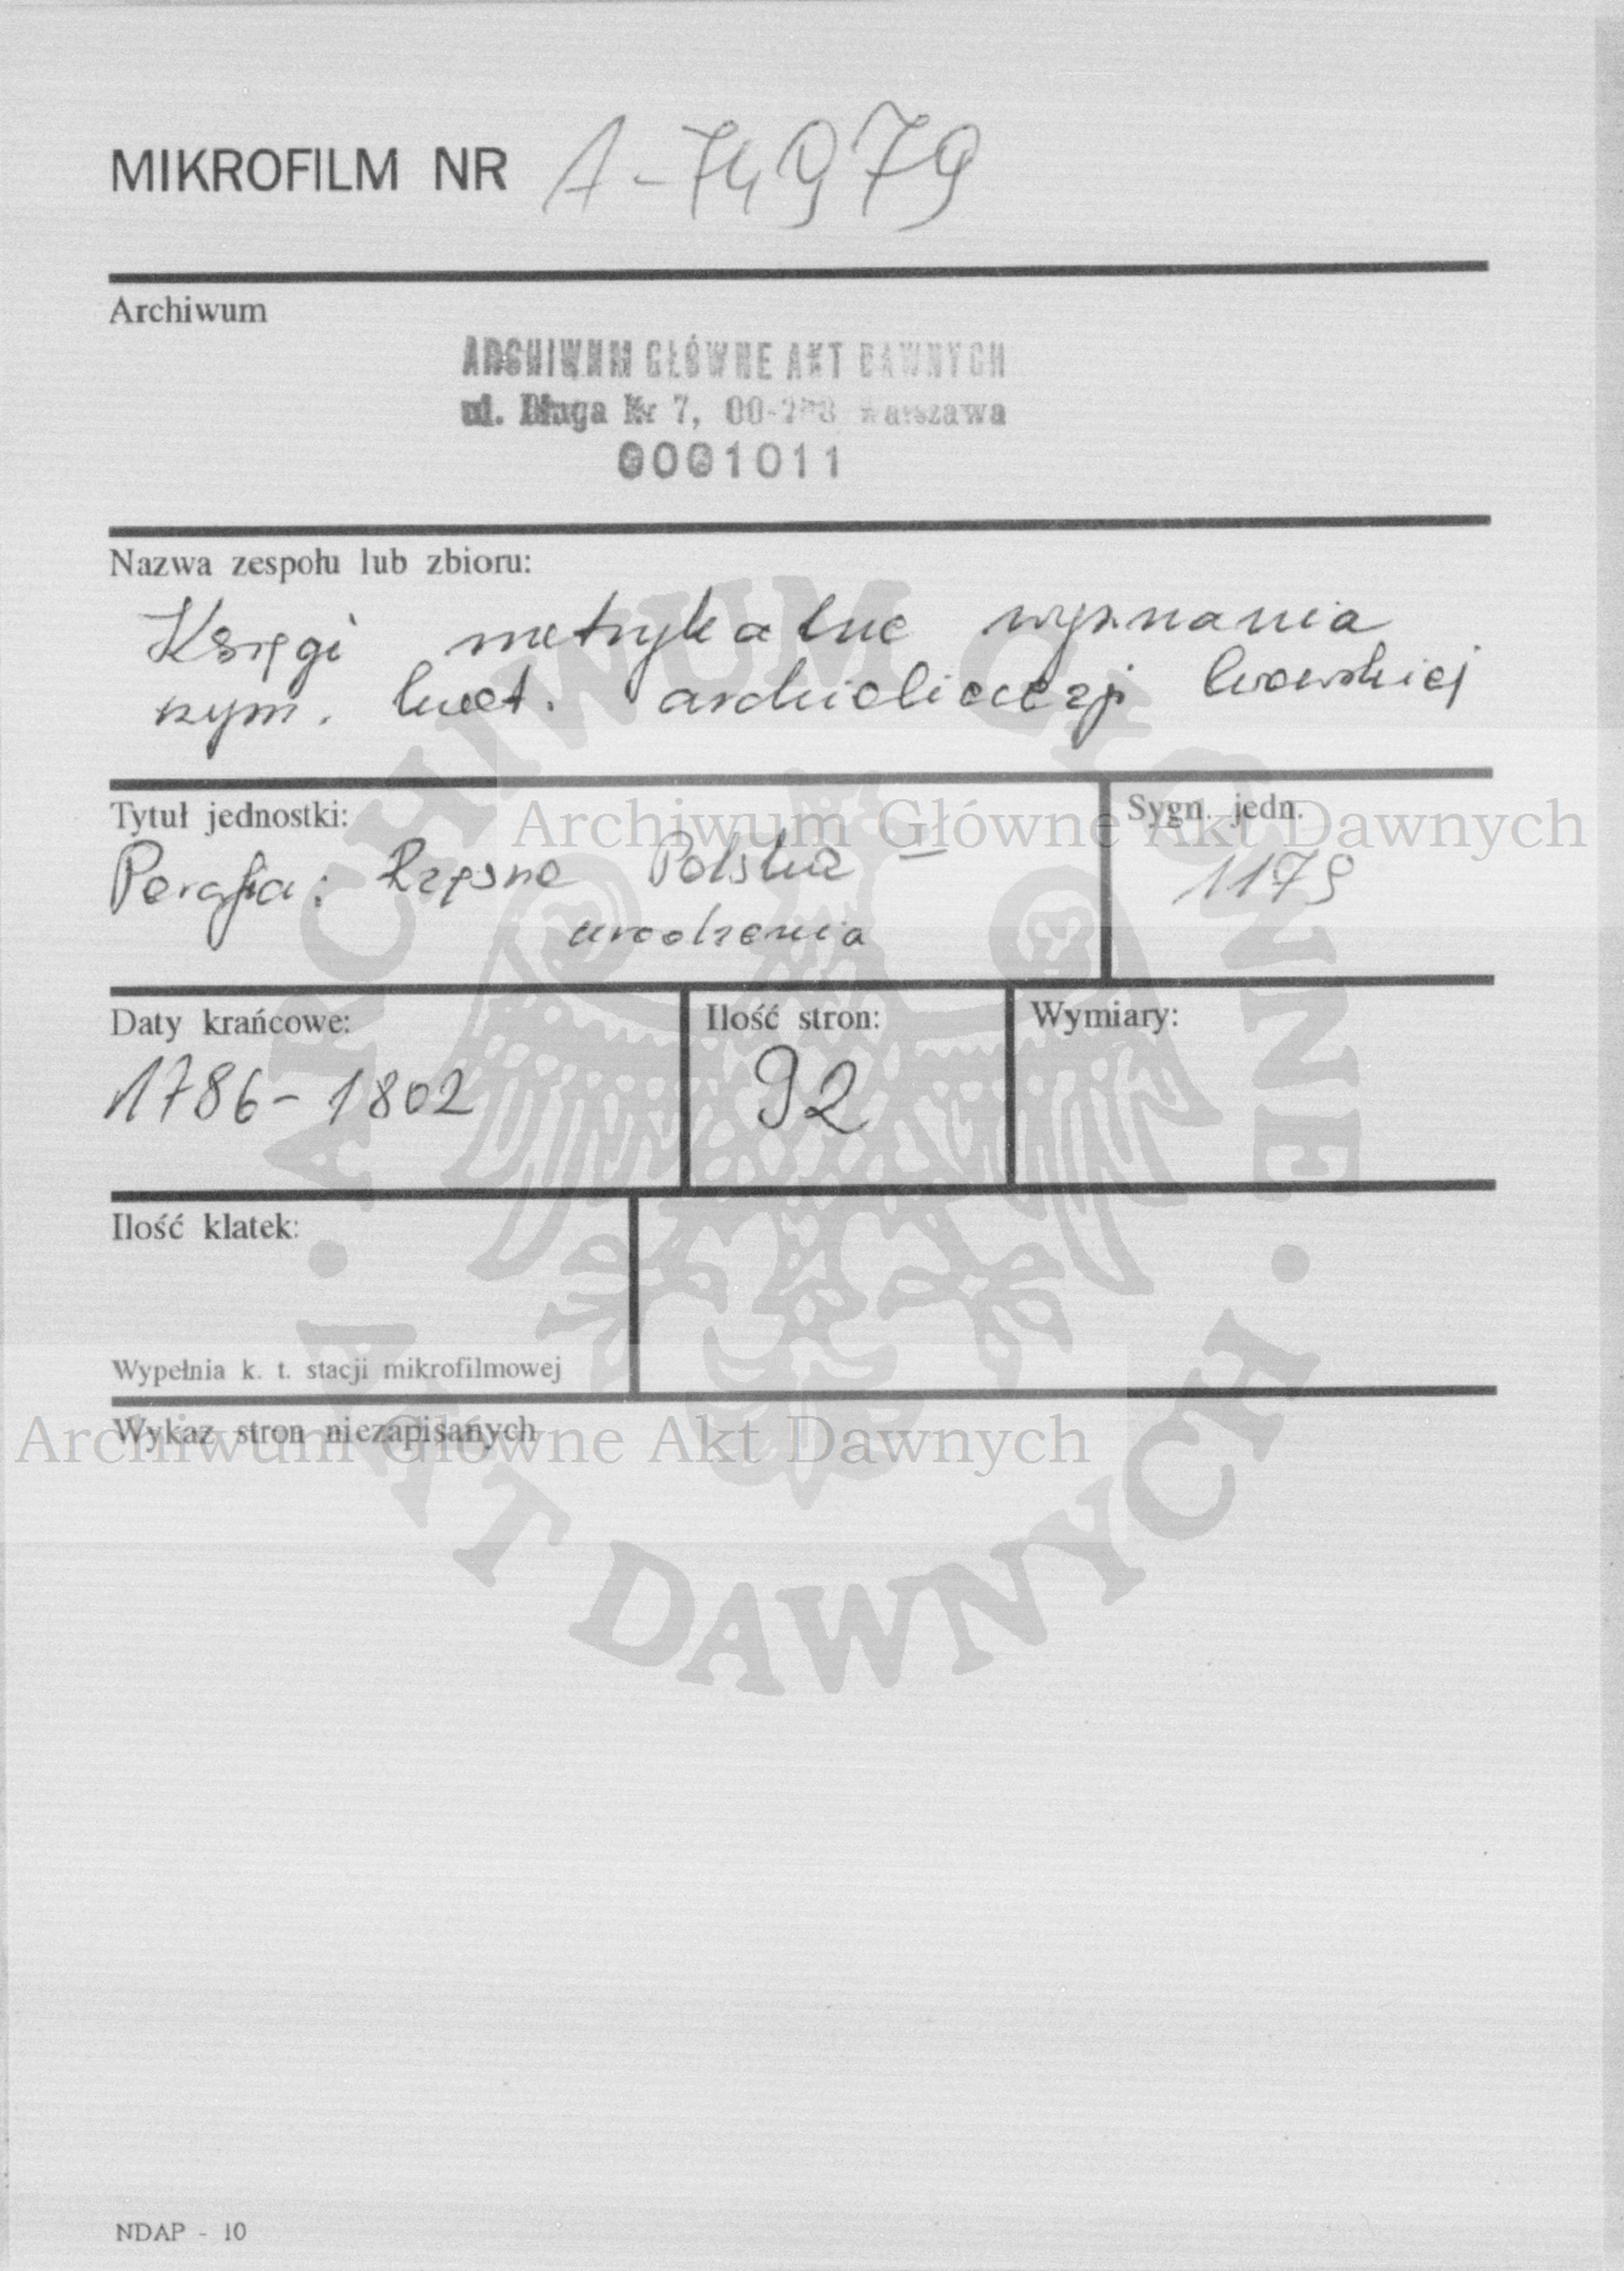 MIKROFILM NR A-74979
Archiwum
ARCHIWUM GŁÓWNE AKT DAWNYCH
ul. Długa Nr 7, 00-238 Warszawa
0001011
Nazwa zespołu lub zbioru:
Księgi metrykalne wyznania
rzym. kat. archidiecezji lwowskiej
Tytuł jednostki:
Sygn. jedn.
Parafia: Rzęsna Polska –
urodzenia
1179
Daty krańcowe:
Ilość stron:
Wymiary:
1786 - 1802
92
Ilość klatek:
Wypełnia k. t. stacji mikrofilmowej
Wykaz stron niezapisanych
NDAP - 10
Archiwum Główne Akt Dawnych
Archiwum Główne Akt Dawnych
ARCHIWUM GŁÓWNE · AKT DAWNYCH ·